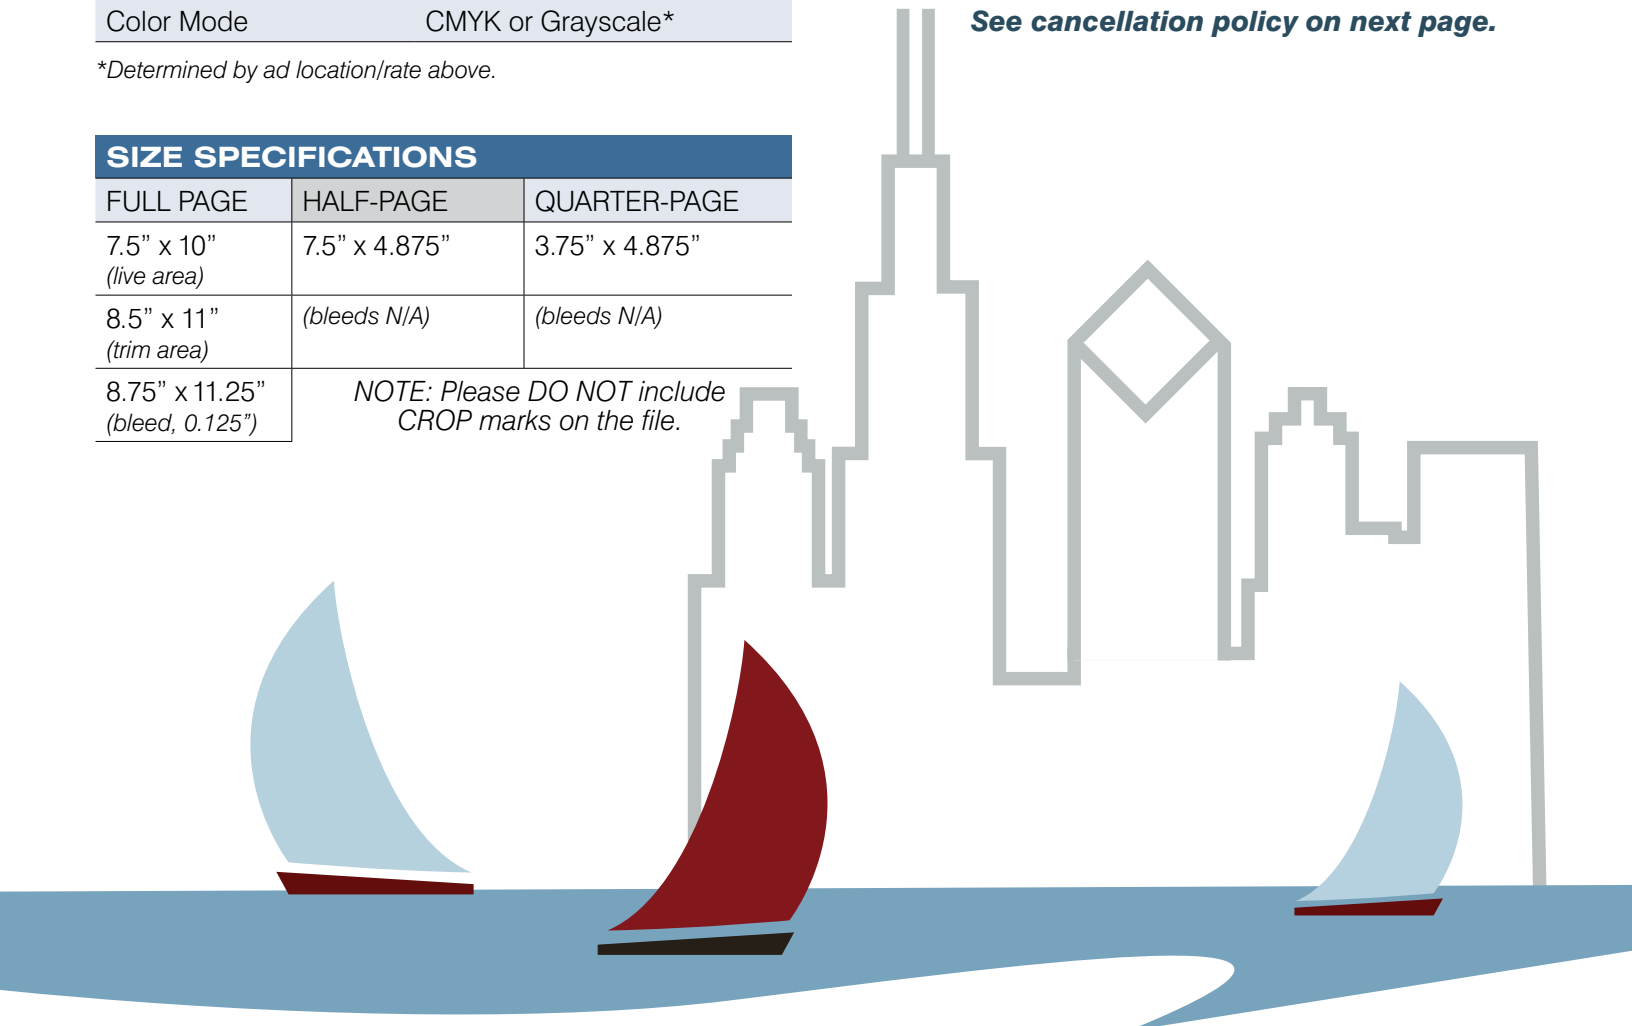 Color Mode CMYK or Grayscale*
*Determined by ad location/rate above.
See cancellation policy on next page.
SIZE SPECIFICATIONS
FULL PAGE HALF-PAGE QUARTER-PAGE
7.5” x 10” 7.5” x 4.875” 3.75” x 4.875”
(live area)
8.5” x 11” (bleeds N/A) (bleeds N/A)
(trim area)
8.75” x 11.25”
(bleed, 0.125”)
NOTE: Please DO NOT include
CROP marks on the file.